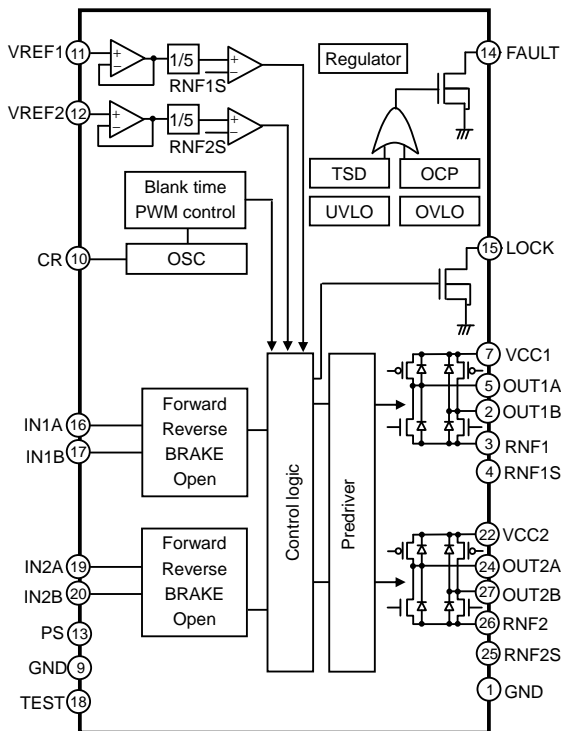 VREF1
11
1/5
RNF1S
VREF2
12
1/5
RNF2S
Regulator
14
FAULT
TSD
OCP
UVLO
OVLO
Blank time
PWM control
CR
10
OSC
15
LOCK
IN1A
16
IN1B
17
Forward
Reverse
BRAKE
Open
Control logic
Predriver
7
VCC1
5
OUT1A
2
OUT1B
3
RNF1
4
RNF1S
IN2A
19
IN2B
20
Forward
Reverse
BRAKE
Open
22
VCC2
24
OUT2A
27
OUT2B
26
RNF2
25
RNF2S
1
GND
PS
13
GND
9
TEST
18